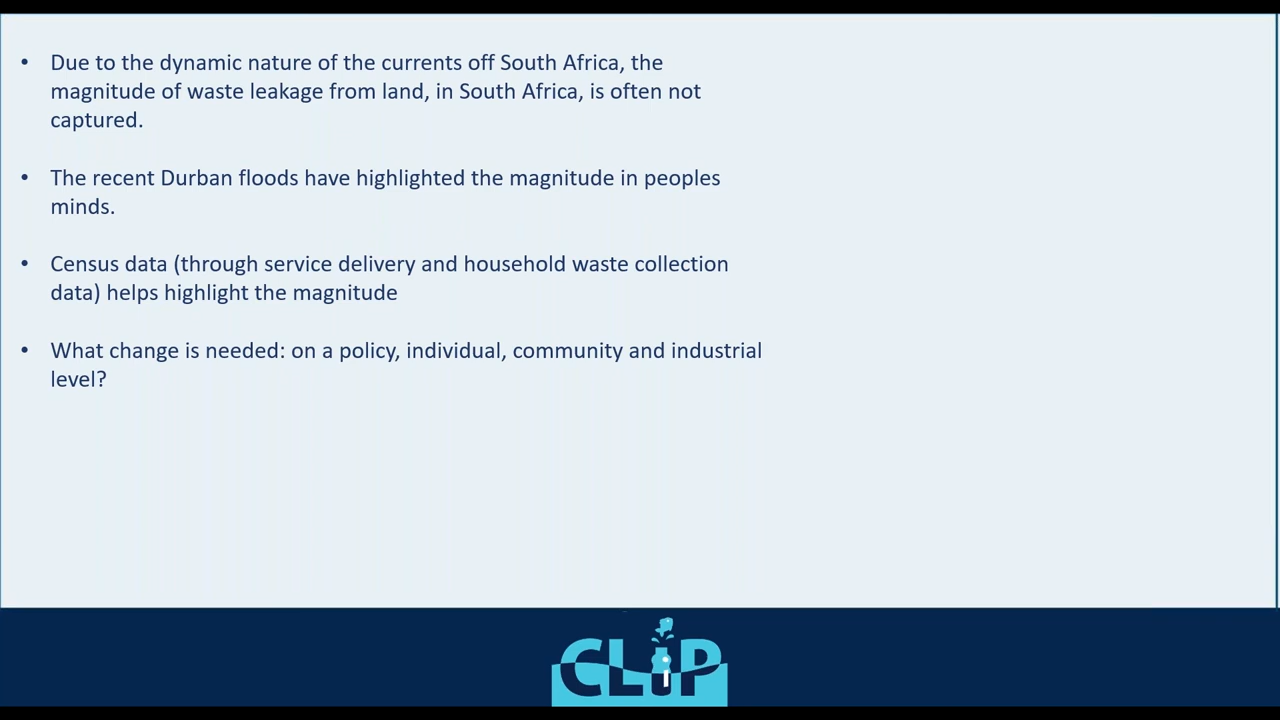 • Due to the dynamic nature of the currents off South Africa, the
magnitude of waste leakage from land, in South Africa, is often not
captured.
• The recent Durban floods have highlighted the magnitude in peoples
minds.
• Census data (through service delivery and household waste collection
data) helps highlight the magnitude
• What change is needed: on a policy, individual, community and industrial
level?
CLiP